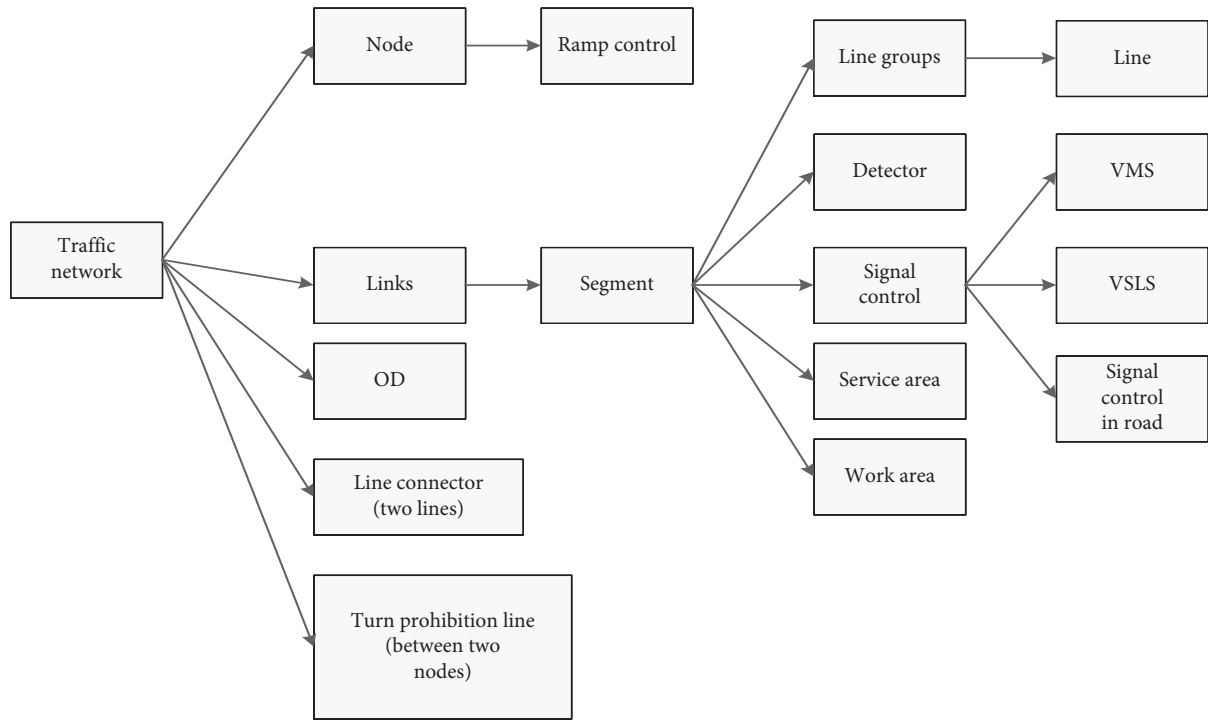 Traffic
network
Node
Ramp control
Links
Segment
OD
Line connector
(two lines)
Turn prohibition line
(between two
nodes)
Line groups
Line
Detector
Signal
control
VMS
VSLS
Signal
control
in road
Service area
Work area